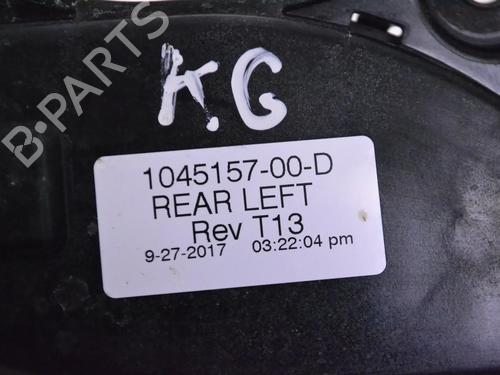 B-PARTS
A.G
1045157-00-D
REAR LEFT
Rev T13
9-27-2017 03:22:04 pm